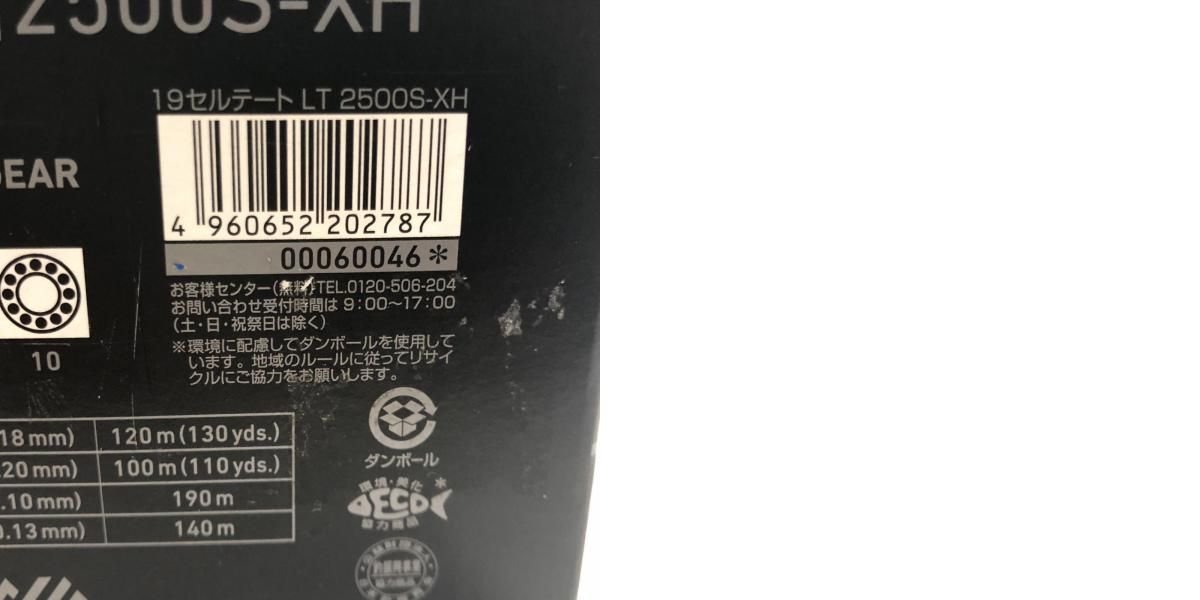 2500S-XH
19セルテート LT 2500S-XH
GEAR
4 960652 202787
00060046*
お客様センター(無料)TEL.0120-506-204
お問い合わせ受付時間は 9:00～17:00
(土・日・祝祭日は除く)
※環境に配慮してダンボールを使用して
います。地域のルールに従ってリサイ
クルにご協力をお願いします。
10
18mm) 120m(130yds.)
.20mm) 100m(110yds.)
.10mm) 190m
0.13mm) 140m
ダンボール
環境・美化*
ECO
協力商品